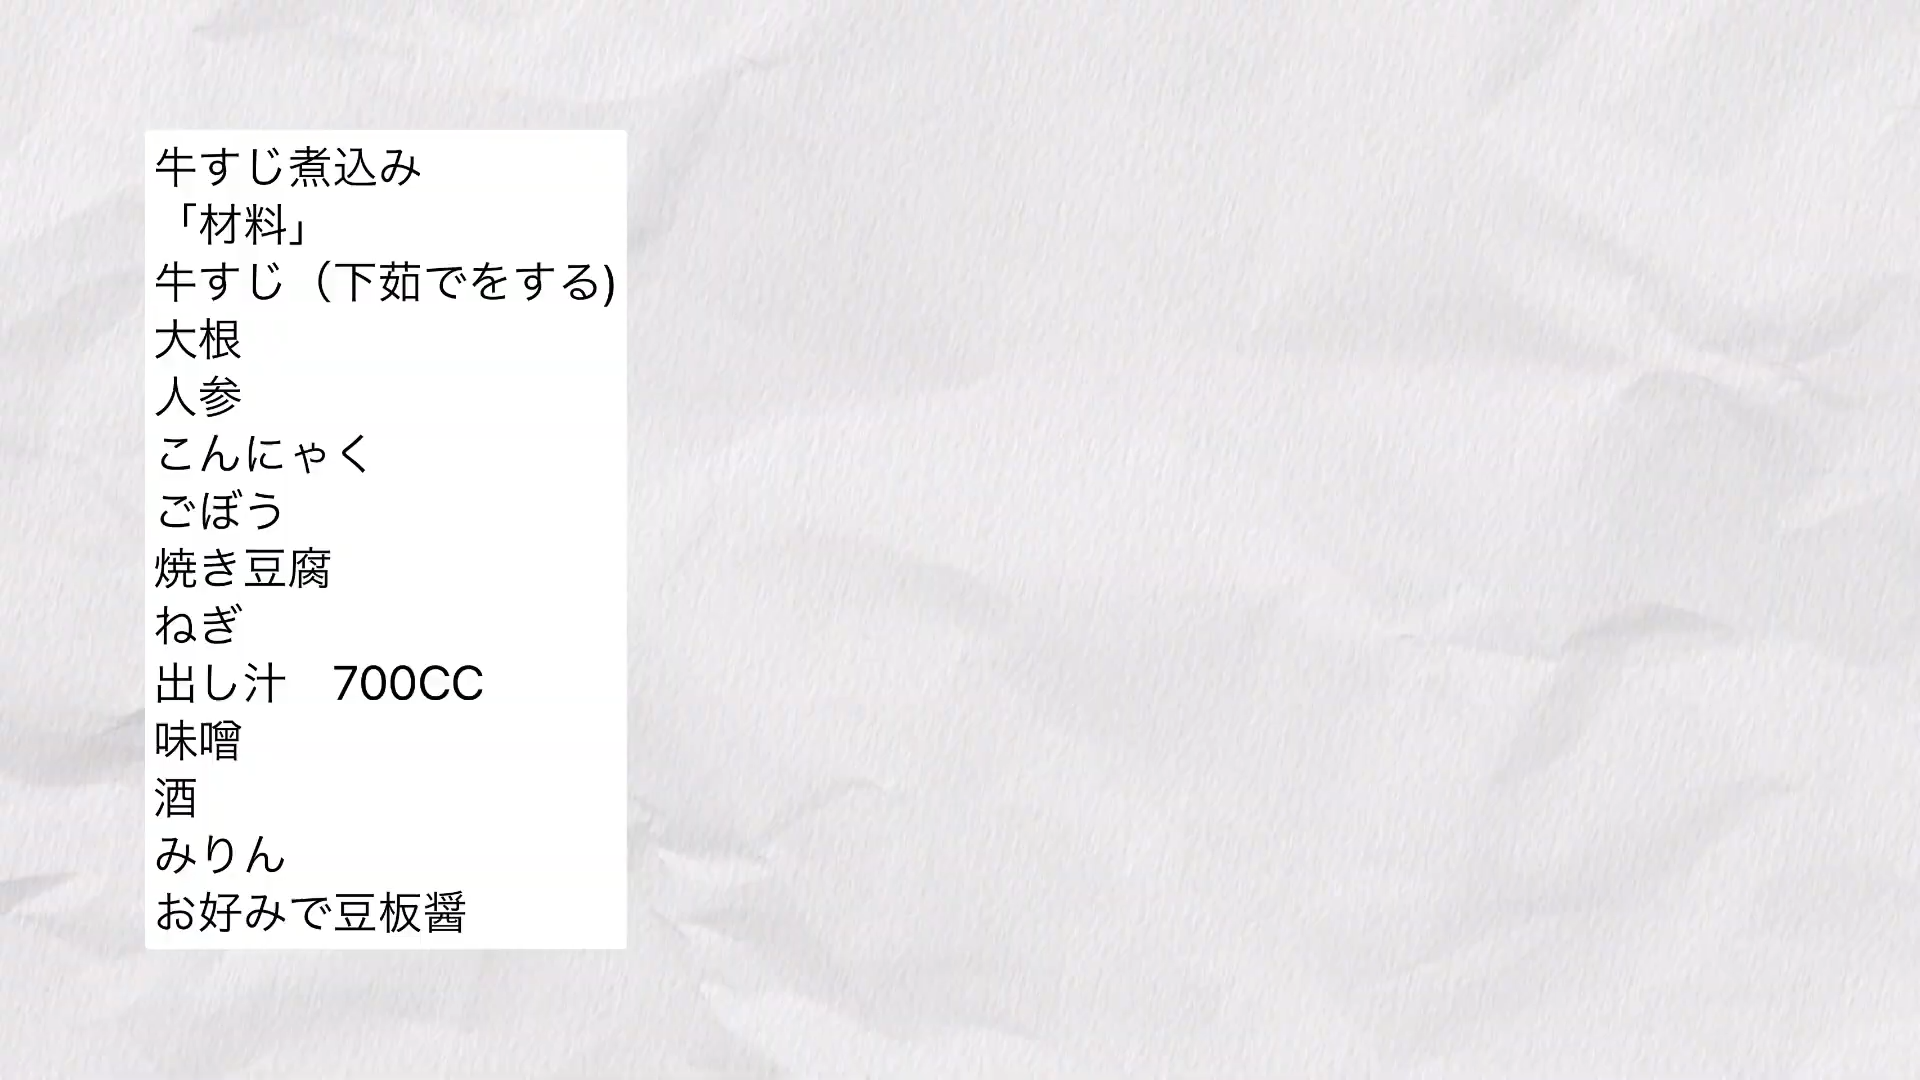 牛すじ煮込み
「材料」
牛すじ（下茹でをする)
大根
人参
こんにゃく
ごぼう
焼き豆腐
ねぎ
出し汁　700CC
味噌
酒
みりん
お好みで豆板醤